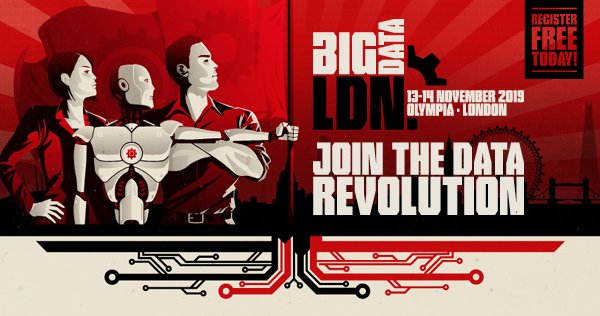 BIG DATA
LDN.
13-14 NOVEMBER 2019
OLYMPIA · LONDON
JOIN THE DATA
REVOLUTION
REGISTER
FREE
TODAY!